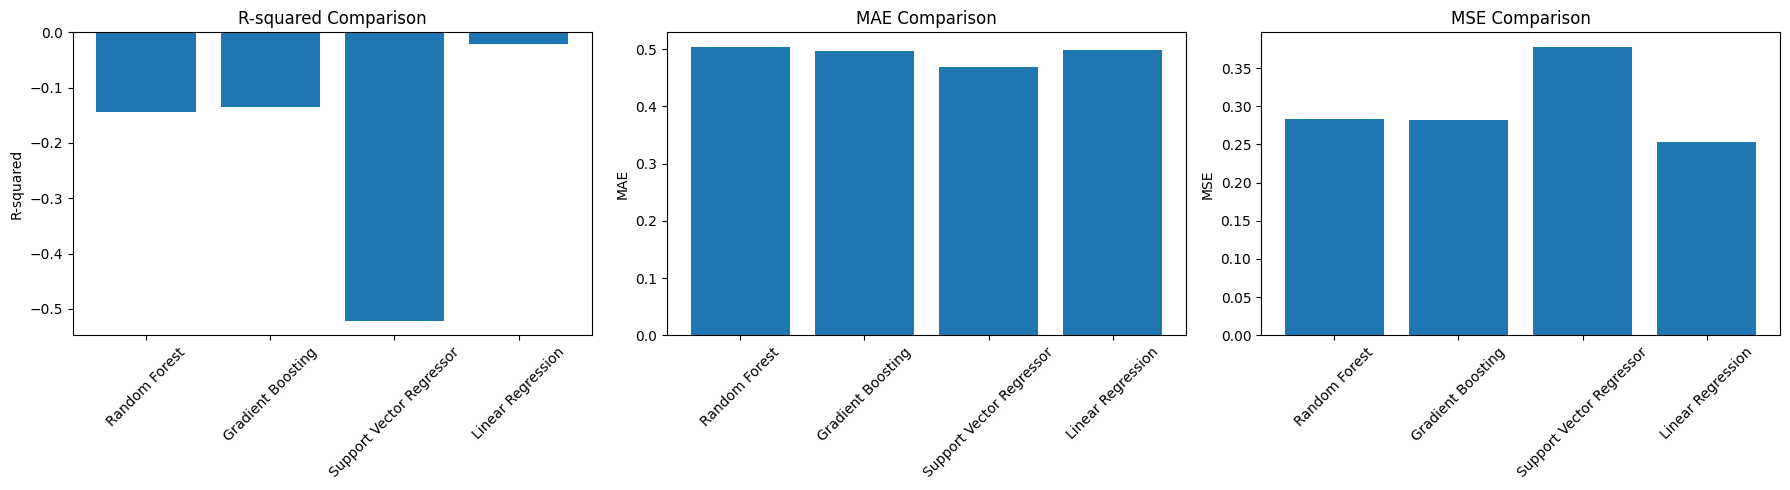 R-squared Comparison
R-squared
0.0
−0.1
−0.2
−0.3
−0.4
−0.5
Random Forest
Gradient Boosting
Support Vector Regressor
Linear Regression
MAE Comparison
MAE
0.5
0.4
0.3
0.2
0.1
0.0
Random Forest
Gradient Boosting
Support Vector Regressor
Linear Regression
MSE Comparison
MSE
0.35
0.30
0.25
0.20
0.15
0.10
0.05
0.00
Random Forest
Gradient Boosting
Support Vector Regressor
Linear Regression